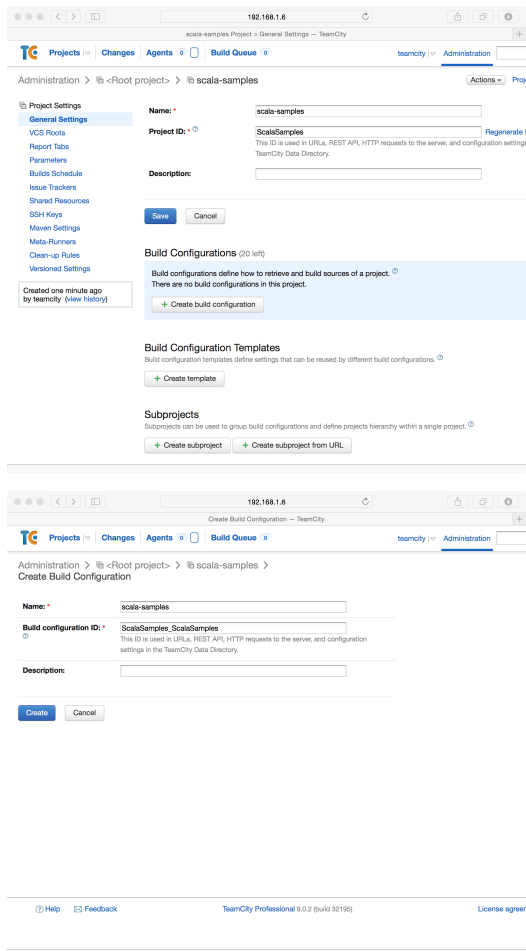 192.168.1.6
scala-samples Project > General Settings — TeamCity
TC Projects Changes Agents 0 Build Queue 0 teamcity Administration
Administration > <Root project> > scala-samples Actions Proj
Project Settings
General Settings
VCS Roots
Report Tabs
Parameters
Builds Schedule
Issue Trackers
Shared Resources
SSH Keys
Maven Settings
Meta-Runners
Clean-up Rules
Versioned Settings
Created one minute ago
by teamcity (view history)
Name: * scala-samples
Project ID: * ScalaSamples Regenerate I
This ID is used in URLs, REST API, HTTP requests to the server, and configuration settings
TeamCity Data Directory.
Description:
Save Cancel
Build Configurations (20 left)
Build configurations define how to retrieve and build sources of a project.
There are no build configurations in this project.
+ Create build configuration
Build Configuration Templates
Build configuration templates define settings that can be reused by different build configurations.
+ Create template
Subprojects
Subprojects can be used to group build configurations and define projects hierarchy within a single project.
+ Create subproject + Create subproject from URL
192.168.1.6
Create Build Configuration — TeamCity
TC Projects Changes Agents 0 Build Queue 0 teamcity Administration
Administration > <Root project> > scala-samples >
Create Build Configuration
Name: * scala-samples
Build configuration ID: * ScalaSamples_ScalaSamples
This ID is used in URLs, REST API, HTTP requests to the server, and configuration
settings in the TeamCity Data Directory.
Description:
Create Cancel
Help Feedback TeamCity Professional 9.0.2 (build 32195) License agreer